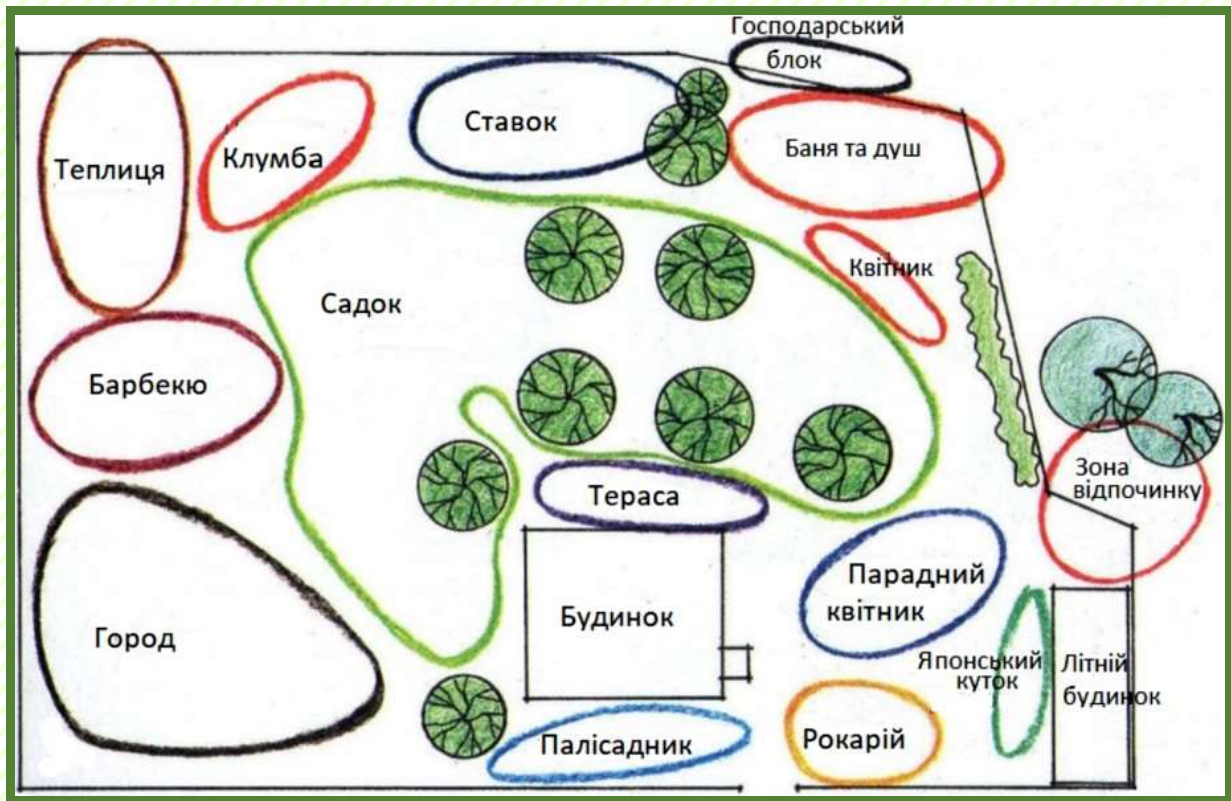 Господарський
блок
Ставок
Баня та душ
Клумба
Теплиця
Квітник
Садок
Барбекю
Зона
відпочинку
Тераса
Парадний
квітник
Будинок
Город
Японський
куток
Літній
будинок
Рокарій
Палісадник